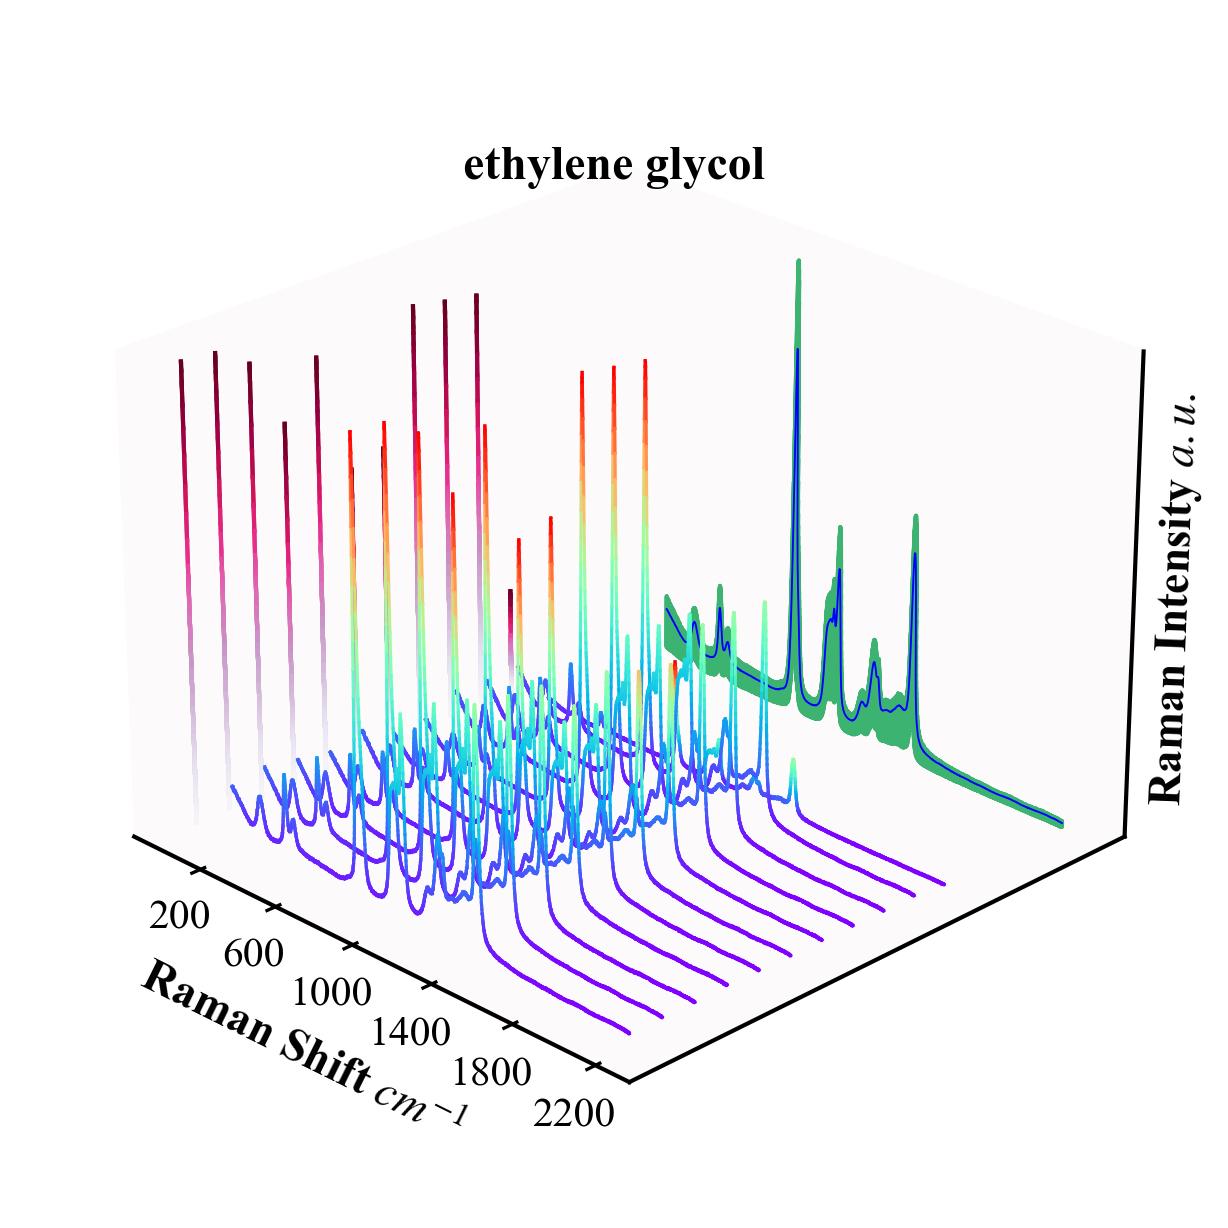 ethylene glycol
Raman Intensity a.u.
200
600
1000
1400
1800
2200
Raman Shift cm⁻¹